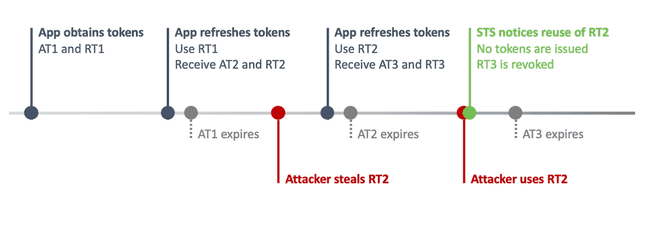 App obtains tokens
AT1 and RT1
App refreshes tokens
Use RT1
Receive AT2 and RT2
App refreshes tokens
Use RT2
Receive AT3 and RT3
STS notices reuse of RT2
No tokens are issued
RT3 is revoked
AT1 expires
AT2 expires
AT3 expires
Attacker steals RT2
Attacker uses RT2